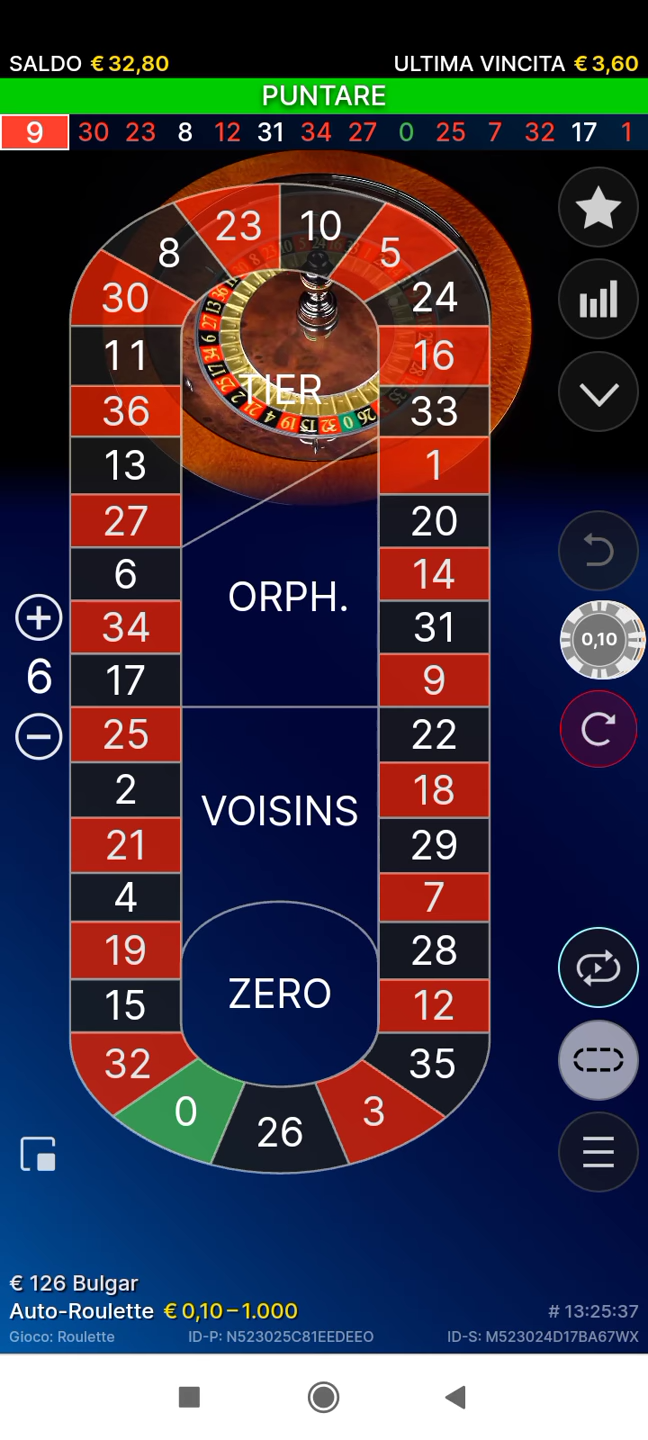 SALDO € 32,80 ULTIMA VINCITA € 3,60
PUNTARE
9 30 23 8 12 31 34 27 0 25 7 32 17 1
23 10
8 5
30 24
11 16
TIER
36 33
13 1
27 20
6 14
ORPH.
34 31
6 17 9
0,10
25 22
2 18
VOISINS
21 29
4 7
19 28
ZERO
15 12
32 35
0 3
26
€ 126 Bulgar
Auto-Roulette € 0,10 – 1.000 # 13:25:37
Gioco: Roulette ID-P: N523025C81EEDEEO ID-S: M523024D17BA67WX